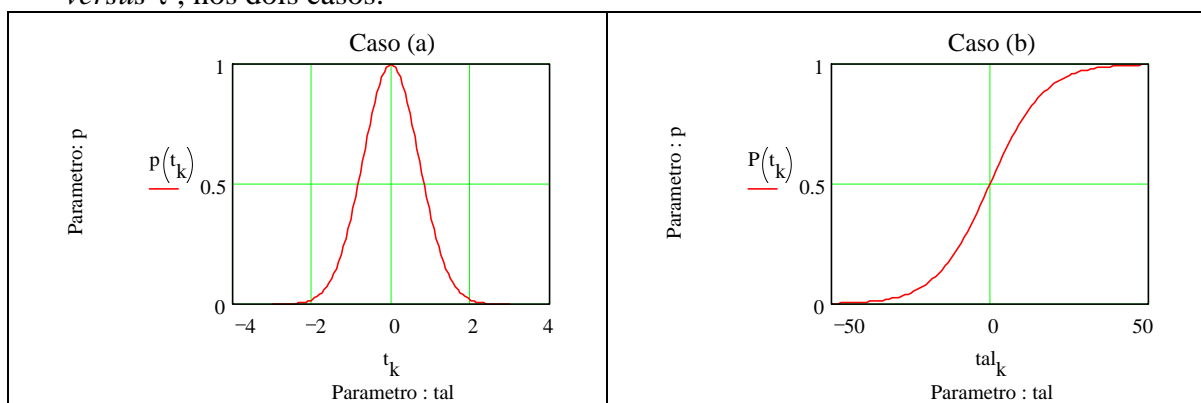 versus τ, nos dois casos.
Caso (a)
1
0.5
0
Parametro: p
p(t_k)
−4 −2 0 2 4
t_k
Parametro : tal
Caso (b)
1
0.5
0
Parametro : p
P(t_k)
−50 0 50
tal_k
Parametro : tal